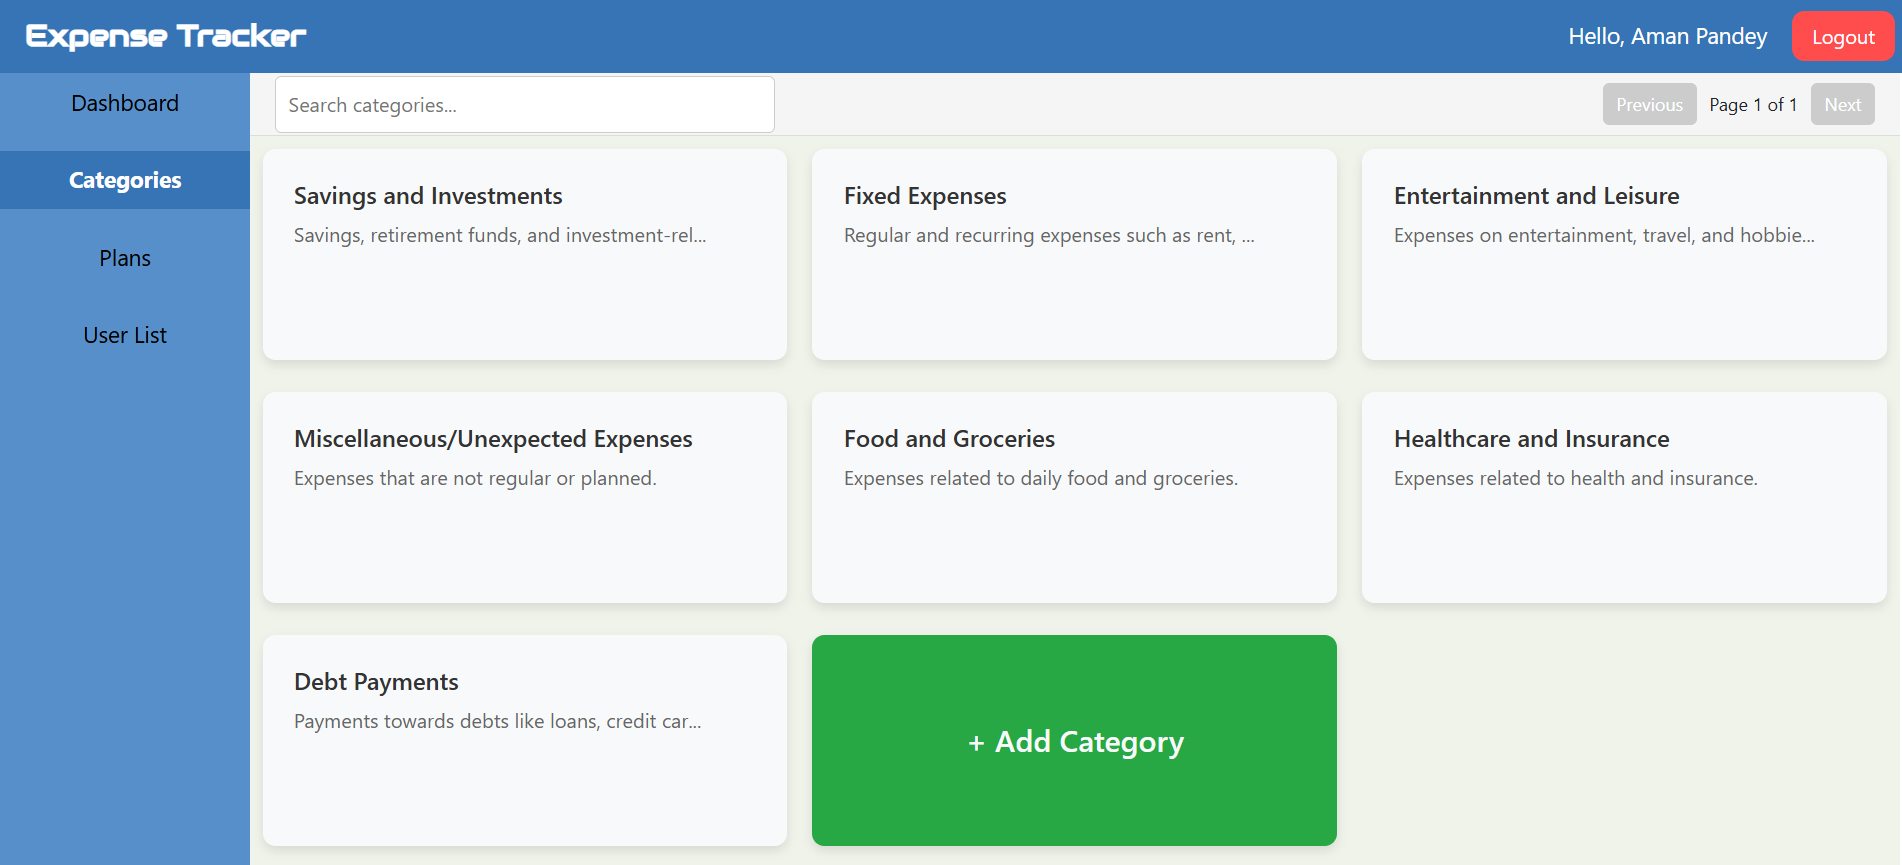 Expense Tracker
Hello, Aman Pandey
Logout
Dashboard
Categories
Plans
User List
Search categories...
Previous
Page 1 of 1
Next
Savings and Investments
Savings, retirement funds, and investment-rel...
Fixed Expenses
Regular and recurring expenses such as rent, ...
Entertainment and Leisure
Expenses on entertainment, travel, and hobbie...
Miscellaneous/Unexpected Expenses
Expenses that are not regular or planned.
Food and Groceries
Expenses related to daily food and groceries.
Healthcare and Insurance
Expenses related to health and insurance.
Debt Payments
Payments towards debts like loans, credit car...
+ Add Category